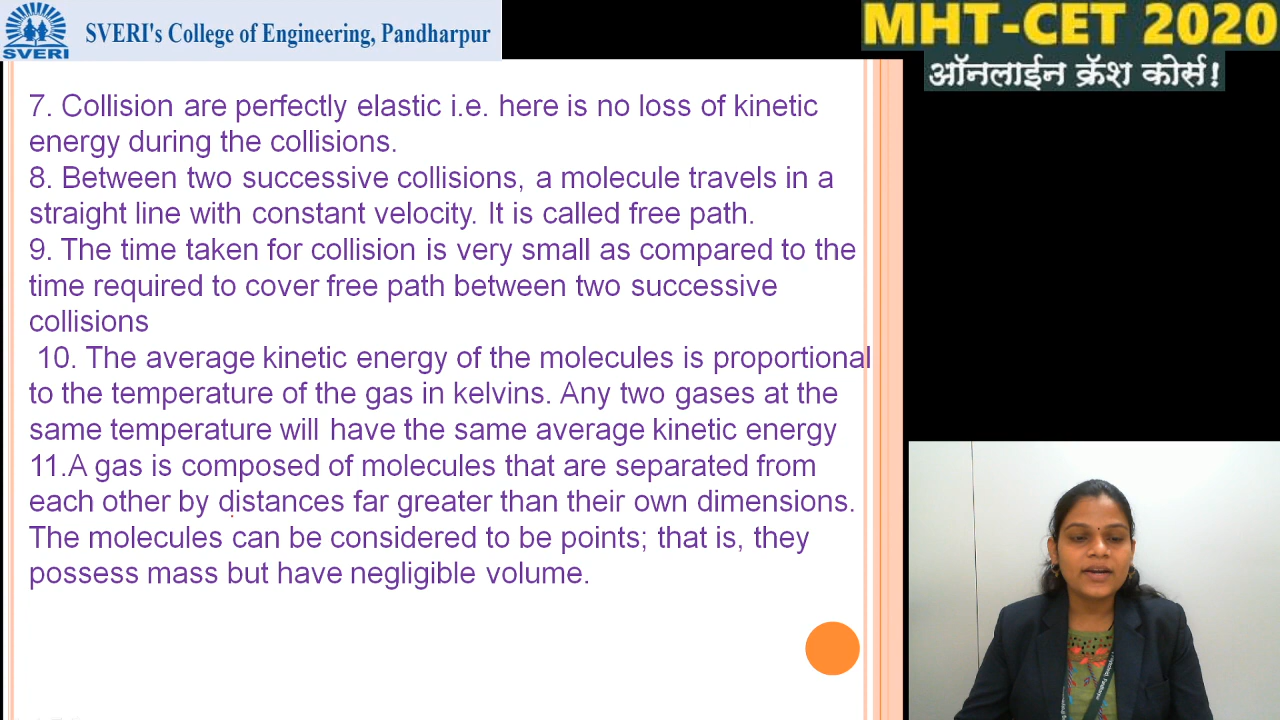 SVERI
SVERI's College of Engineering, Pandharpur
MHT-CET 2020
ऑनलाईन क्रॅश कोर्स!
7. Collision are perfectly elastic i.e. here is no loss of kinetic
energy during the collisions.
8. Between two successive collisions, a molecule travels in a
straight line with constant velocity. It is called free path.
9. The time taken for collision is very small as compared to the
time required to cover free path between two successive
collisions
10. The average kinetic energy of the molecules is proportional
to the temperature of the gas in kelvins. Any two gases at the
same temperature will have the same average kinetic energy
11.A gas is composed of molecules that are separated from
each other by distances far greater than their own dimensions.
The molecules can be considered to be points; that is, they
possess mass but have negligible volume.